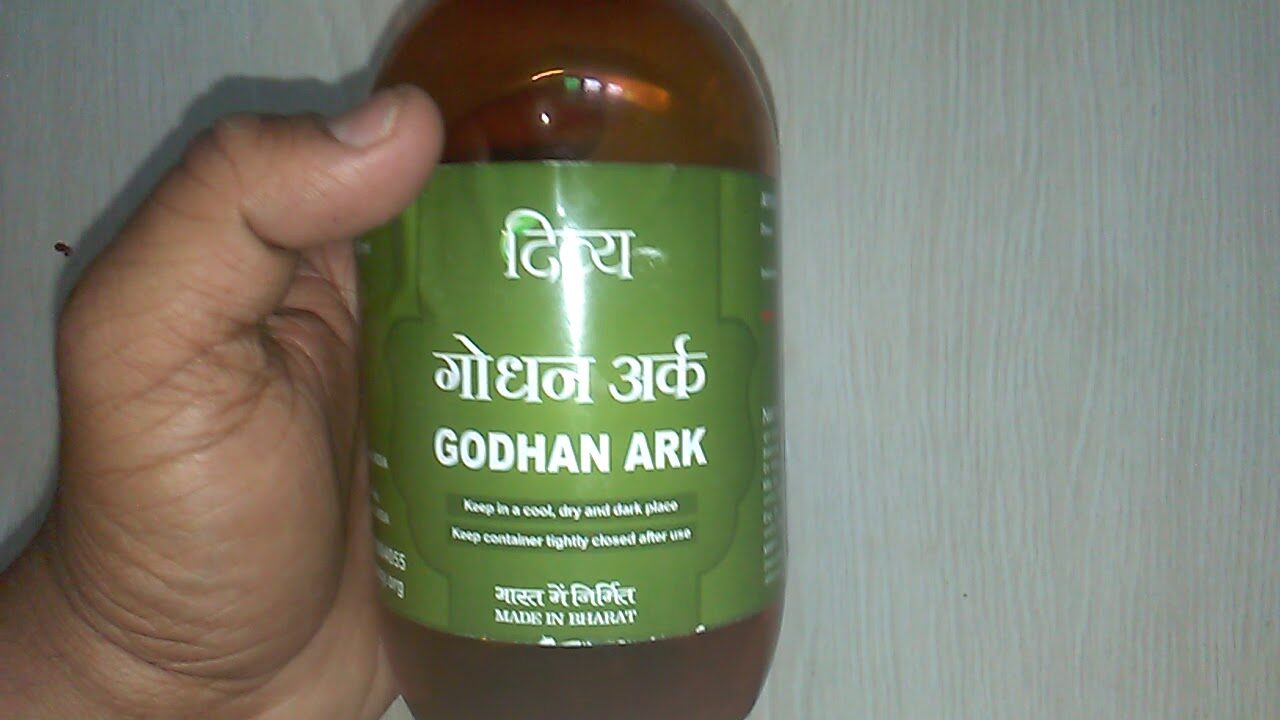 दिव्य
गोधन अर्क
GODHAN ARK
Keep in a cool, dry and dark place
Keep container tightly closed after use
भारत में निर्मित
MADE IN BHARAT